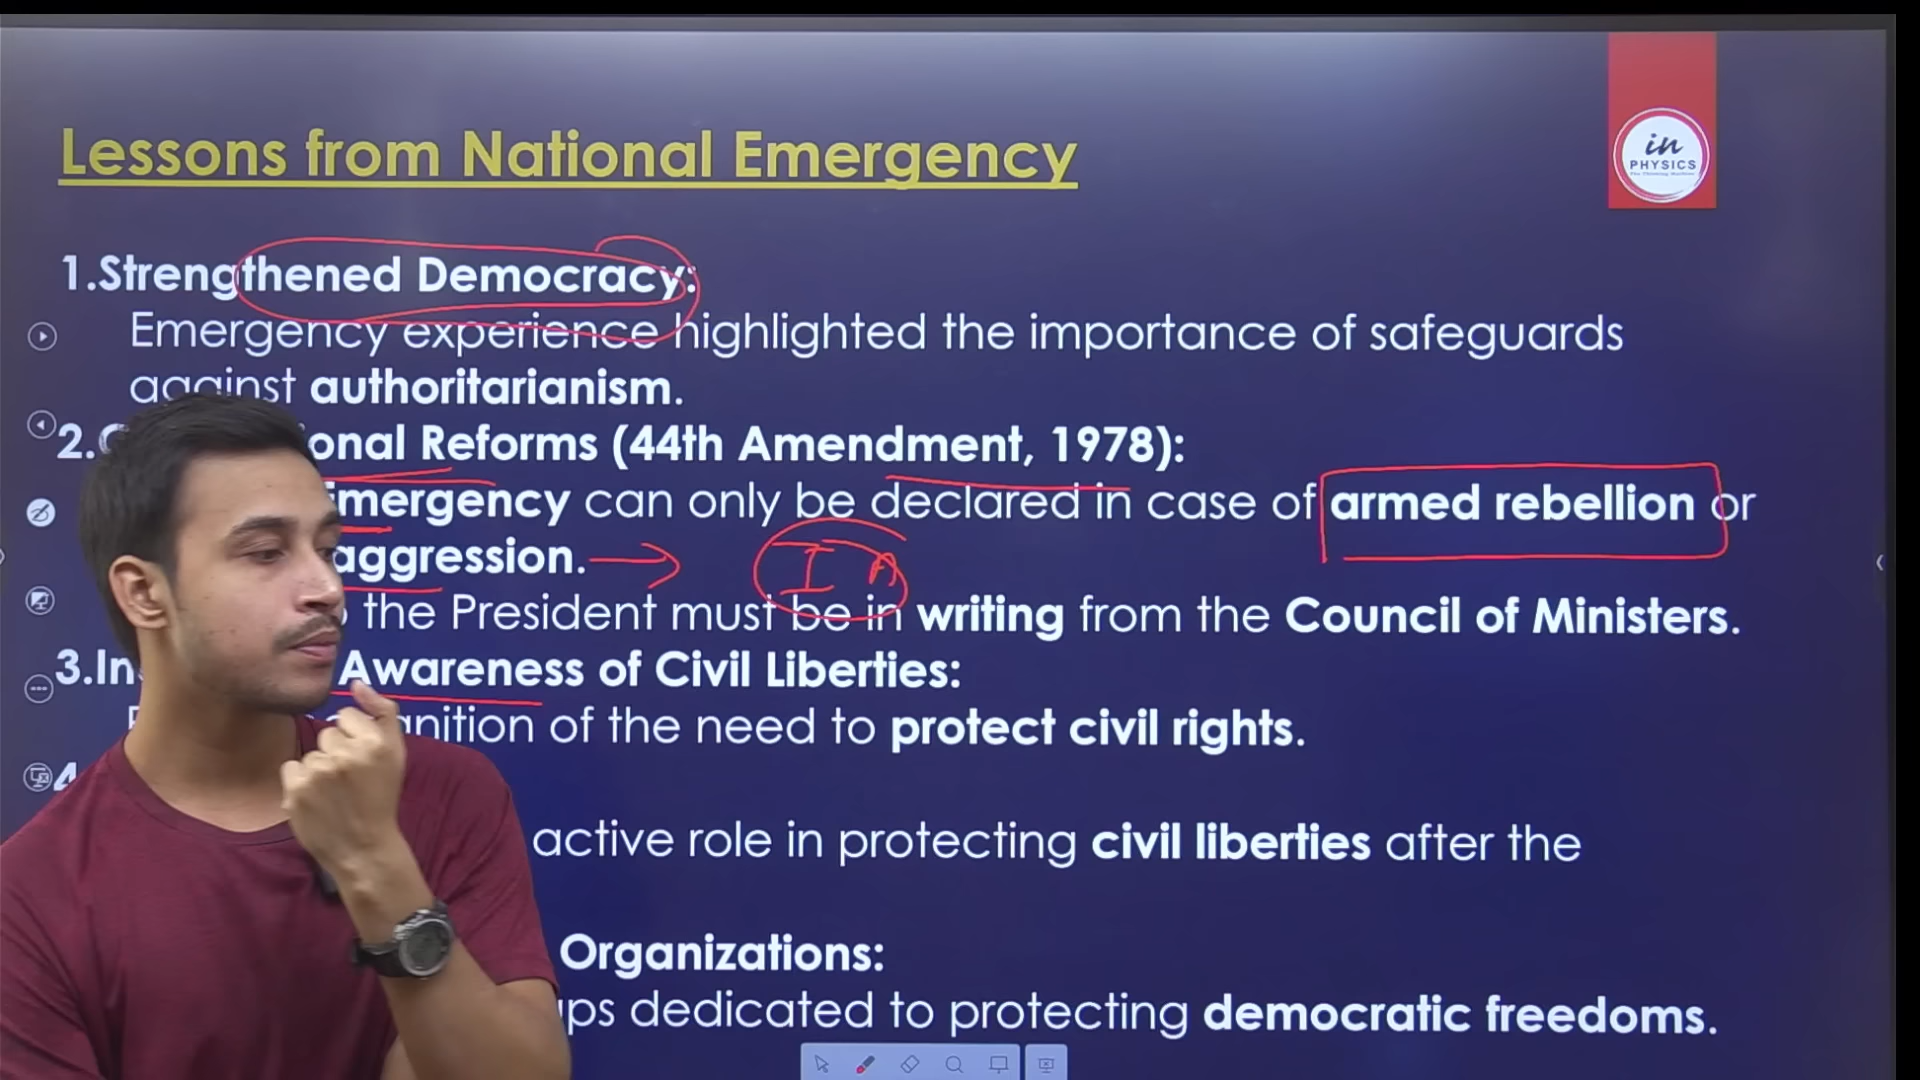 Lessons from National Emergency
in
PHYSICS
1.Strengthened Democracy:
Emergency experience highlighted the importance of safeguards
against authoritarianism.
2. onal Reforms (44th Amendment, 1978):
Emergency can only be declared in case of armed rebellion or
aggression.
I A
the President must be in writing from the Council of Ministers.
3.In Awareness of Civil Liberties:
nition of the need to protect civil rights.
4
active role in protecting civil liberties after the
Organizations:
ups dedicated to protecting democratic freedoms.